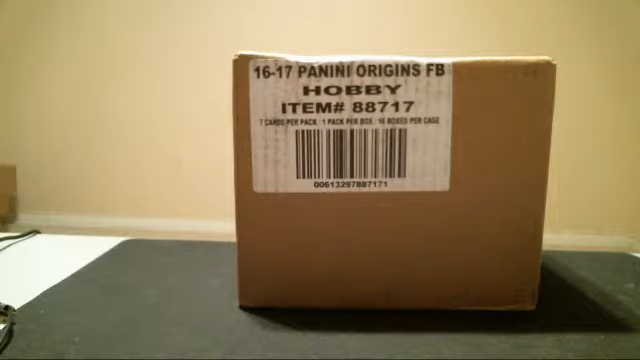 16-17 PANINI ORIGINS FB
HOBBY
ITEM# 88717
7 CARDS PER PACK 1 PACK PER BOX 16 BOXES PER CASE
00613297887171